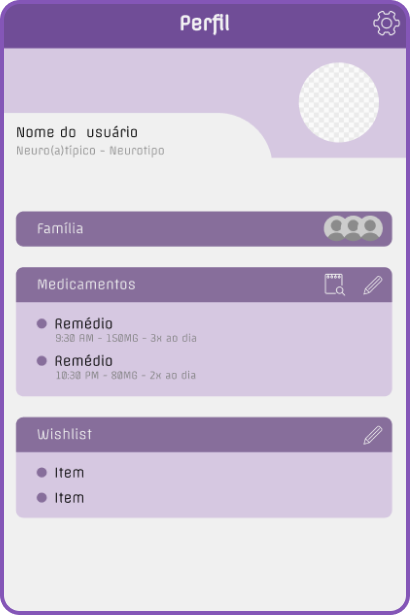 Perfil
Nome do usuário
Neuro(a)típico - Neurotipo
Família
Medicamentos
Remédio
9:30 AM - 150MG - 3x ao dia
Remédio
10:30 PM - 80MG - 2x ao dia
Wishlist
Item
Item